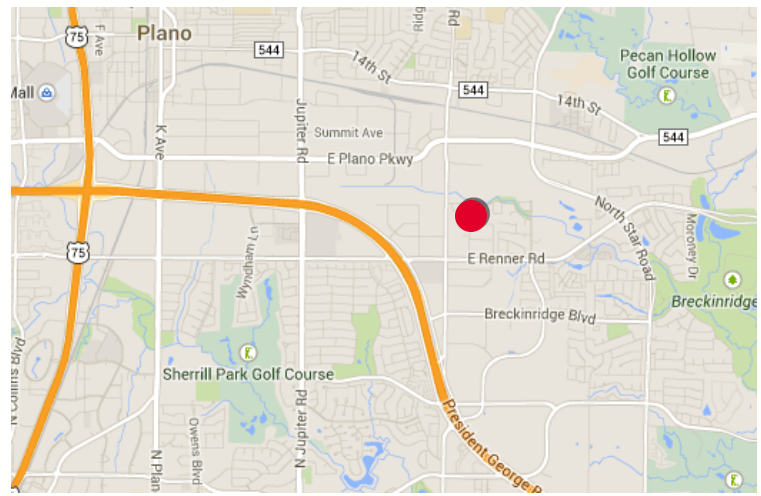 75
F Ave
Plano
544
14th St
Rd
Pecan Hollow
Golf Course
Mall
544
14th St
K Ave
Jupiter Rd
Summit Ave
544
E Plano Pkwy
North Star Road
Moroney Dr
75
Wyndham Ln
E Renner Rd
Breckinridge
Breckinridge Blvd
N Collins Blvd
Sherrill Park Golf Course
N Jupiter Rd
President George
Owens Blvd
N Plan